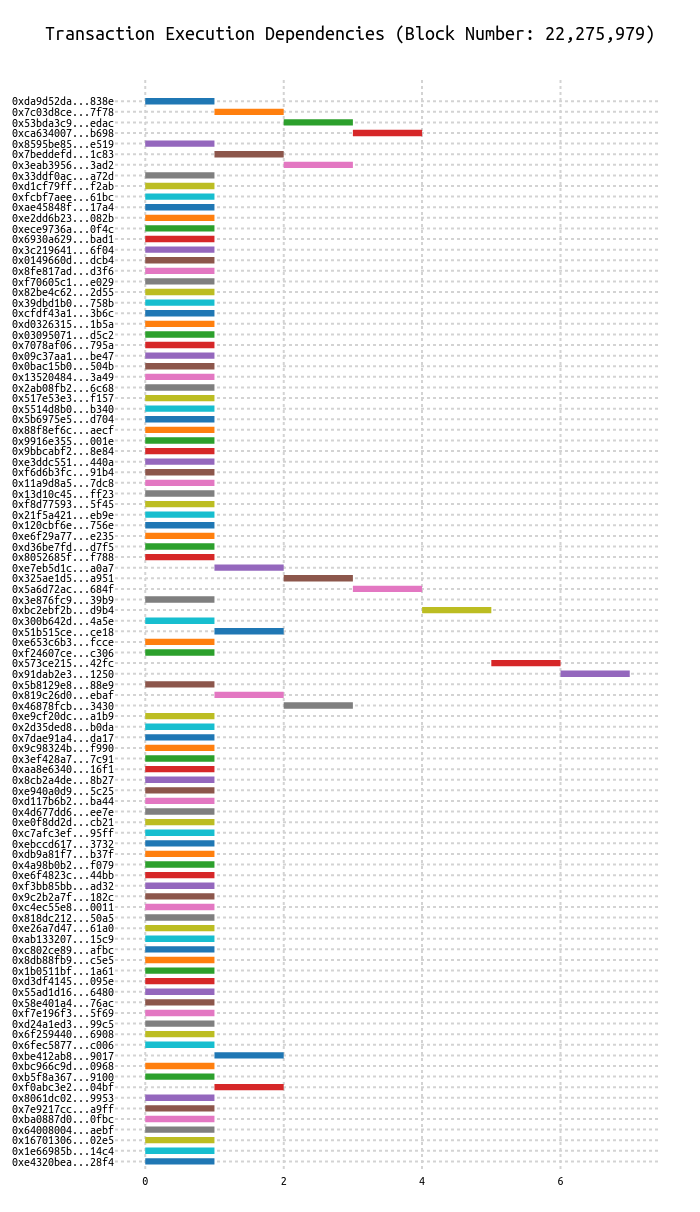 Transaction Execution Dependencies (Block Number: 22,275,979)
0xda9d52da...838e
0x7c03d8ce...7f78
0x53bda3c9...edac
0xca634007...b698
0x8595be85...e519
0x7beddefd...1c83
0x3eab3956...3ad2
0x33ddf0ac...a72d
0xd1cf79ff...f2ab
0xfcbf7aee...61bc
0xae45848f...17a4
0xe2dd6b23...082b
0xece9736a...0f4c
0x6930a629...bad1
0x3c219641...6f04
0x0149660d...dcb4
0x8fe817ad...d3f6
0xf70605c1...e029
0x82be4c62...2d55
0x39dbd1b0...758b
0xcfdf43a1...3b6c
0xd0326315...1b5a
0x03095071...d5c2
0x7078af06...795a
0x09c37aa1...be47
0x0bac15b0...504b
0x13520484...3a49
0x2ab08fb2...6c68
0x517e53e3...f157
0x5514d8b0...b340
0x5b6975e5...d704
0x88f8ef6c...aecf
0x9916e355...001e
0x9bbcabf2...8e84
0xe3ddc551...440a
0xf6d6b3fc...91b4
0x11a9d8a5...7dc8
0x13d10c45...ff23
0xf8d77593...5f45
0x21f5a421...eb9e
0x120cbf6e...756e
0xe6f29a77...e235
0xd36be7fd...d7f5
0x8052685f...f788
0xe7eb5d1c...a0a7
0x325ae1d5...a951
0x5a6d72ac...684f
0x3e876fc9...39b9
0xbc2ebf2b...d9b4
0x300b642d...4a5e
0x51b515ce...ce18
0xe653c6b3...fcce
0xf24607ce...c306
0x573ce215...42fc
0x91dab2e3...1250
0x5b8129e8...88e9
0x819c26d0...ebaf
0x46878fcb...3430
0xe9cf20dc...a1b9
0x2d35ded8...b0da
0x7dae91a4...da17
0x9c98324b...f990
0x3ef428a7...7c91
0xaa8e6340...16f1
0x8cb2a4de...8b27
0xe940a0d9...5c25
0xd117b6b2...ba44
0x4d677dd6...ee7e
0xe0f8dd2d...cb21
0xc7afc3ef...95ff
0xebccd617...3732
0xdb9a81f7...b37f
0x4a98b0b2...f079
0xe6f4823c...44bb
0xf3bb85bb...ad32
0x9c2b2a7f...182c
0xc4ec55e8...0011
0x818dc212...50a5
0xe26a7d47...61a0
0xab133207...15c9
0xc802ce89...afbc
0x8db88fb9...c5e5
0x1b0511bf...1a61
0xd3df4145...095e
0x55ad1d16...6480
0x58e401a4...76ac
0xf7e196f3...5f69
0xd24a1ed3...99c5
0x6f259440...6908
0x6fec5877...c006
0xbe412ab8...9017
0xbc966c9d...0968
0xb5f8a367...9100
0xf0abc3e2...04bf
0x8061dc02...9953
0x7e9217cc...a9ff
0xba0887d0...0fbc
0x64008004...aebf
0x16701306...02e5
0x1e66985b...14c4
0xe4320bea...28f4
0 2 4 6